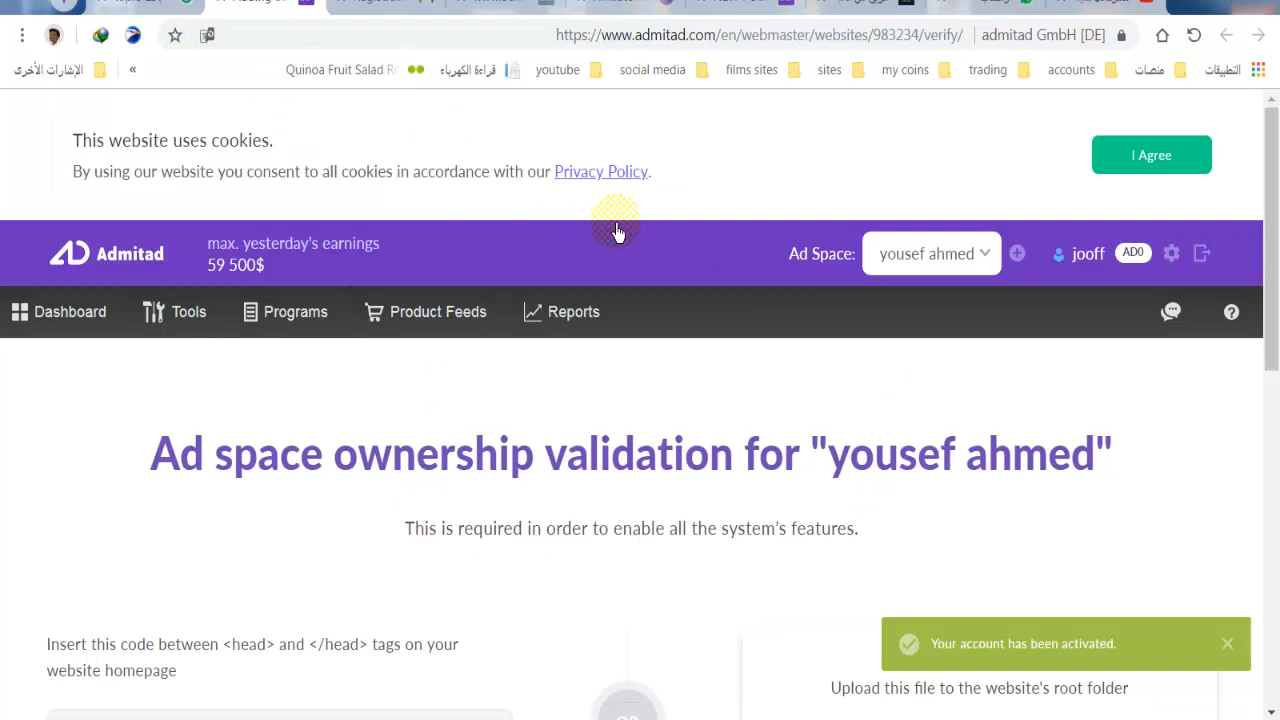 https://www.admitad.com/en/webmaster/websites/983234/verify/ admitad GmbH [DE]
الإشارات الأخرى « Quinoa Fruit Salad قراءة الكهرباء youtube social media films sites sites my coins trading accounts منصات التطبيقات
This website uses cookies.
By using our website you consent to all cookies in accordance with our Privacy Policy.
I Agree
Admitad
max. yesterday's earnings
59 500$
Ad Space: yousef ahmed
jooff AD0
Dashboard Tools Programs Product Feeds Reports
Ad space ownership validation for "yousef ahmed"
This is required in order to enable all the system's features.
Insert this code between <head> and </head> tags on your
website homepage
Your account has been activated.
Upload this file to the website's root folder